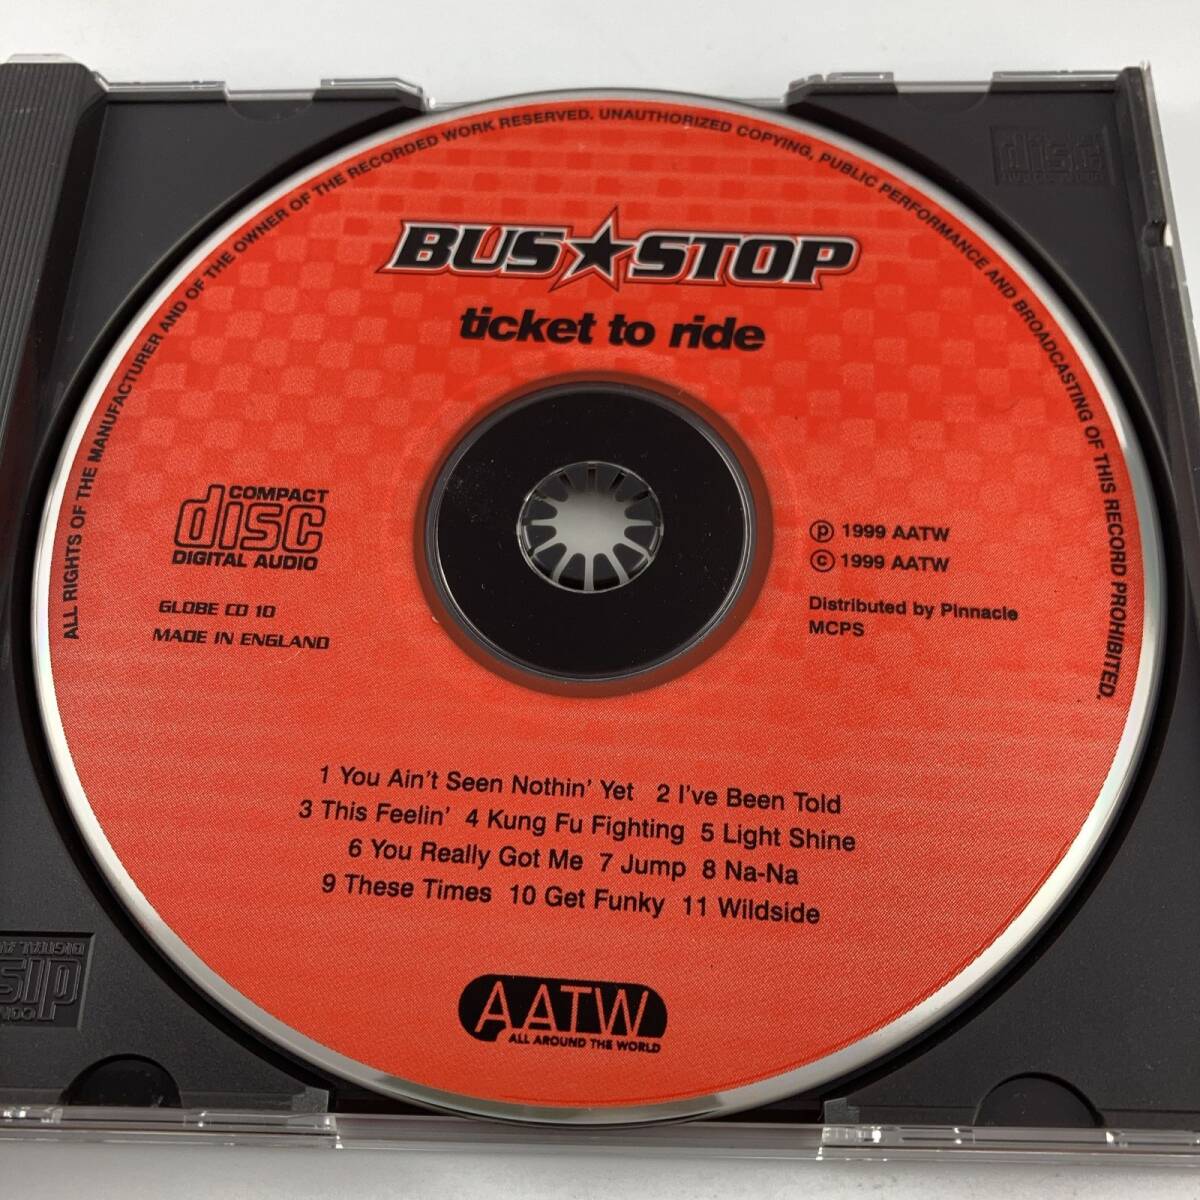 ALL RIGHTS OF THE MANUFACTURER AND OF THE OWNER OF THE RECORDED WORK RESERVED. UNAUTHORIZED COPYING, PUBLIC PERFORMANCE AND BROADCASTING OF THIS RECORD PROHIBITED.
BUS★STOP
ticket to ride
COMPACT
disc
DIGITAL AUDIO
GLOBE CD 10
MADE IN ENGLAND
℗ 1999 AATW
© 1999 AATW
Distributed by Pinnacle
MCPS
1 You Ain't Seen Nothin' Yet 2 I've Been Told
3 This Feelin' 4 Kung Fu Fighting 5 Light Shine
6 You Really Got Me 7 Jump 8 Na-Na
9 These Times 10 Get Funky 11 Wildside
AATW
ALL AROUND THE WORLD
disc